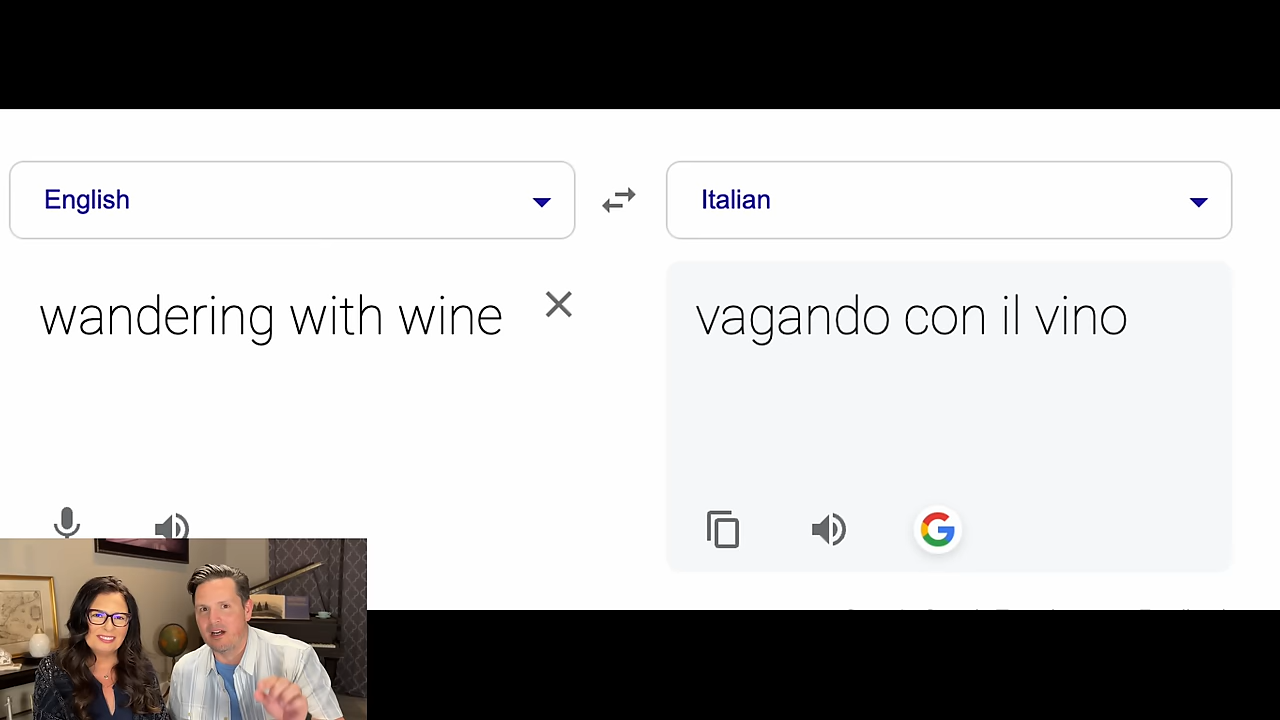 English
Italian
wandering with wine
vagando con il vino